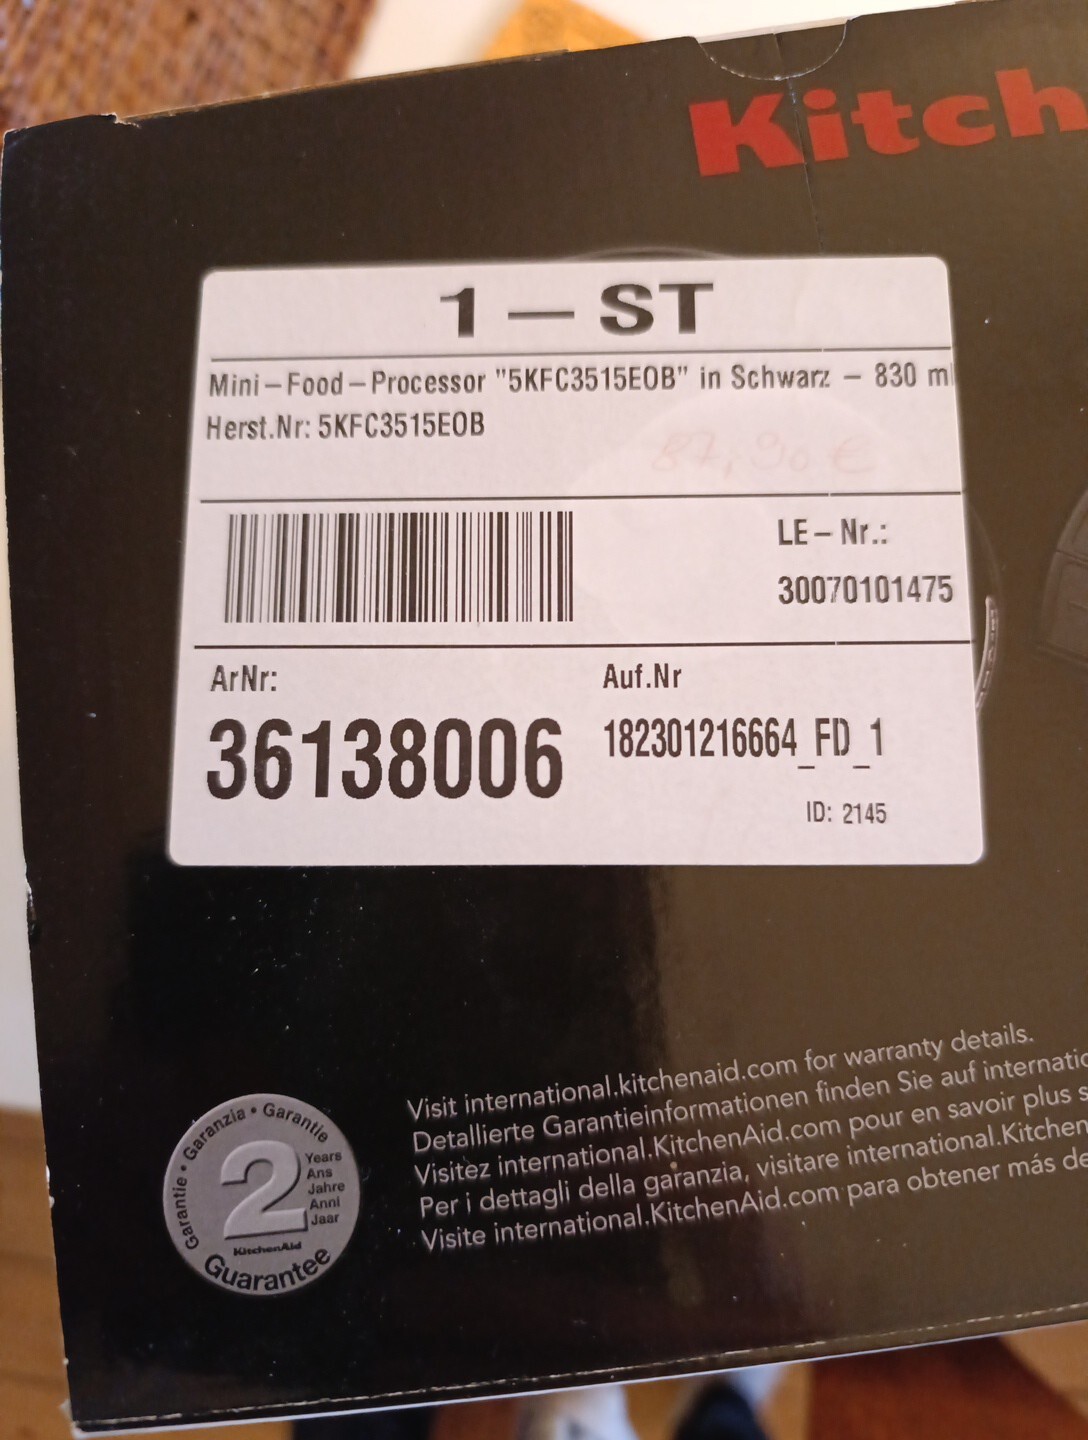 Kitch
1 – ST
Mini – Food – Processor "5KFC3515EOB" in Schwarz – 830 ml
Herst.Nr: 5KFC3515EOB
87,90 €
LE – Nr.:
30070101475
ArNr:
Auf.Nr
36138006
182301216664_FD_1
ID: 2145
Visit international.kitchenaid.com for warranty details.
Detallierte Garantieinformationen finden Sie auf internatio
Visitez international.KitchenAid.com pour en savoir plus s
Per i dettagli della garanzia, visitare international.Kitchen
Visite international.KitchenAid.com para obtener más de
Garantie • Garanzia • Garantie
2
Years
Ans
Jahre
Anni
Jaar
KitchenAid
Guarantee